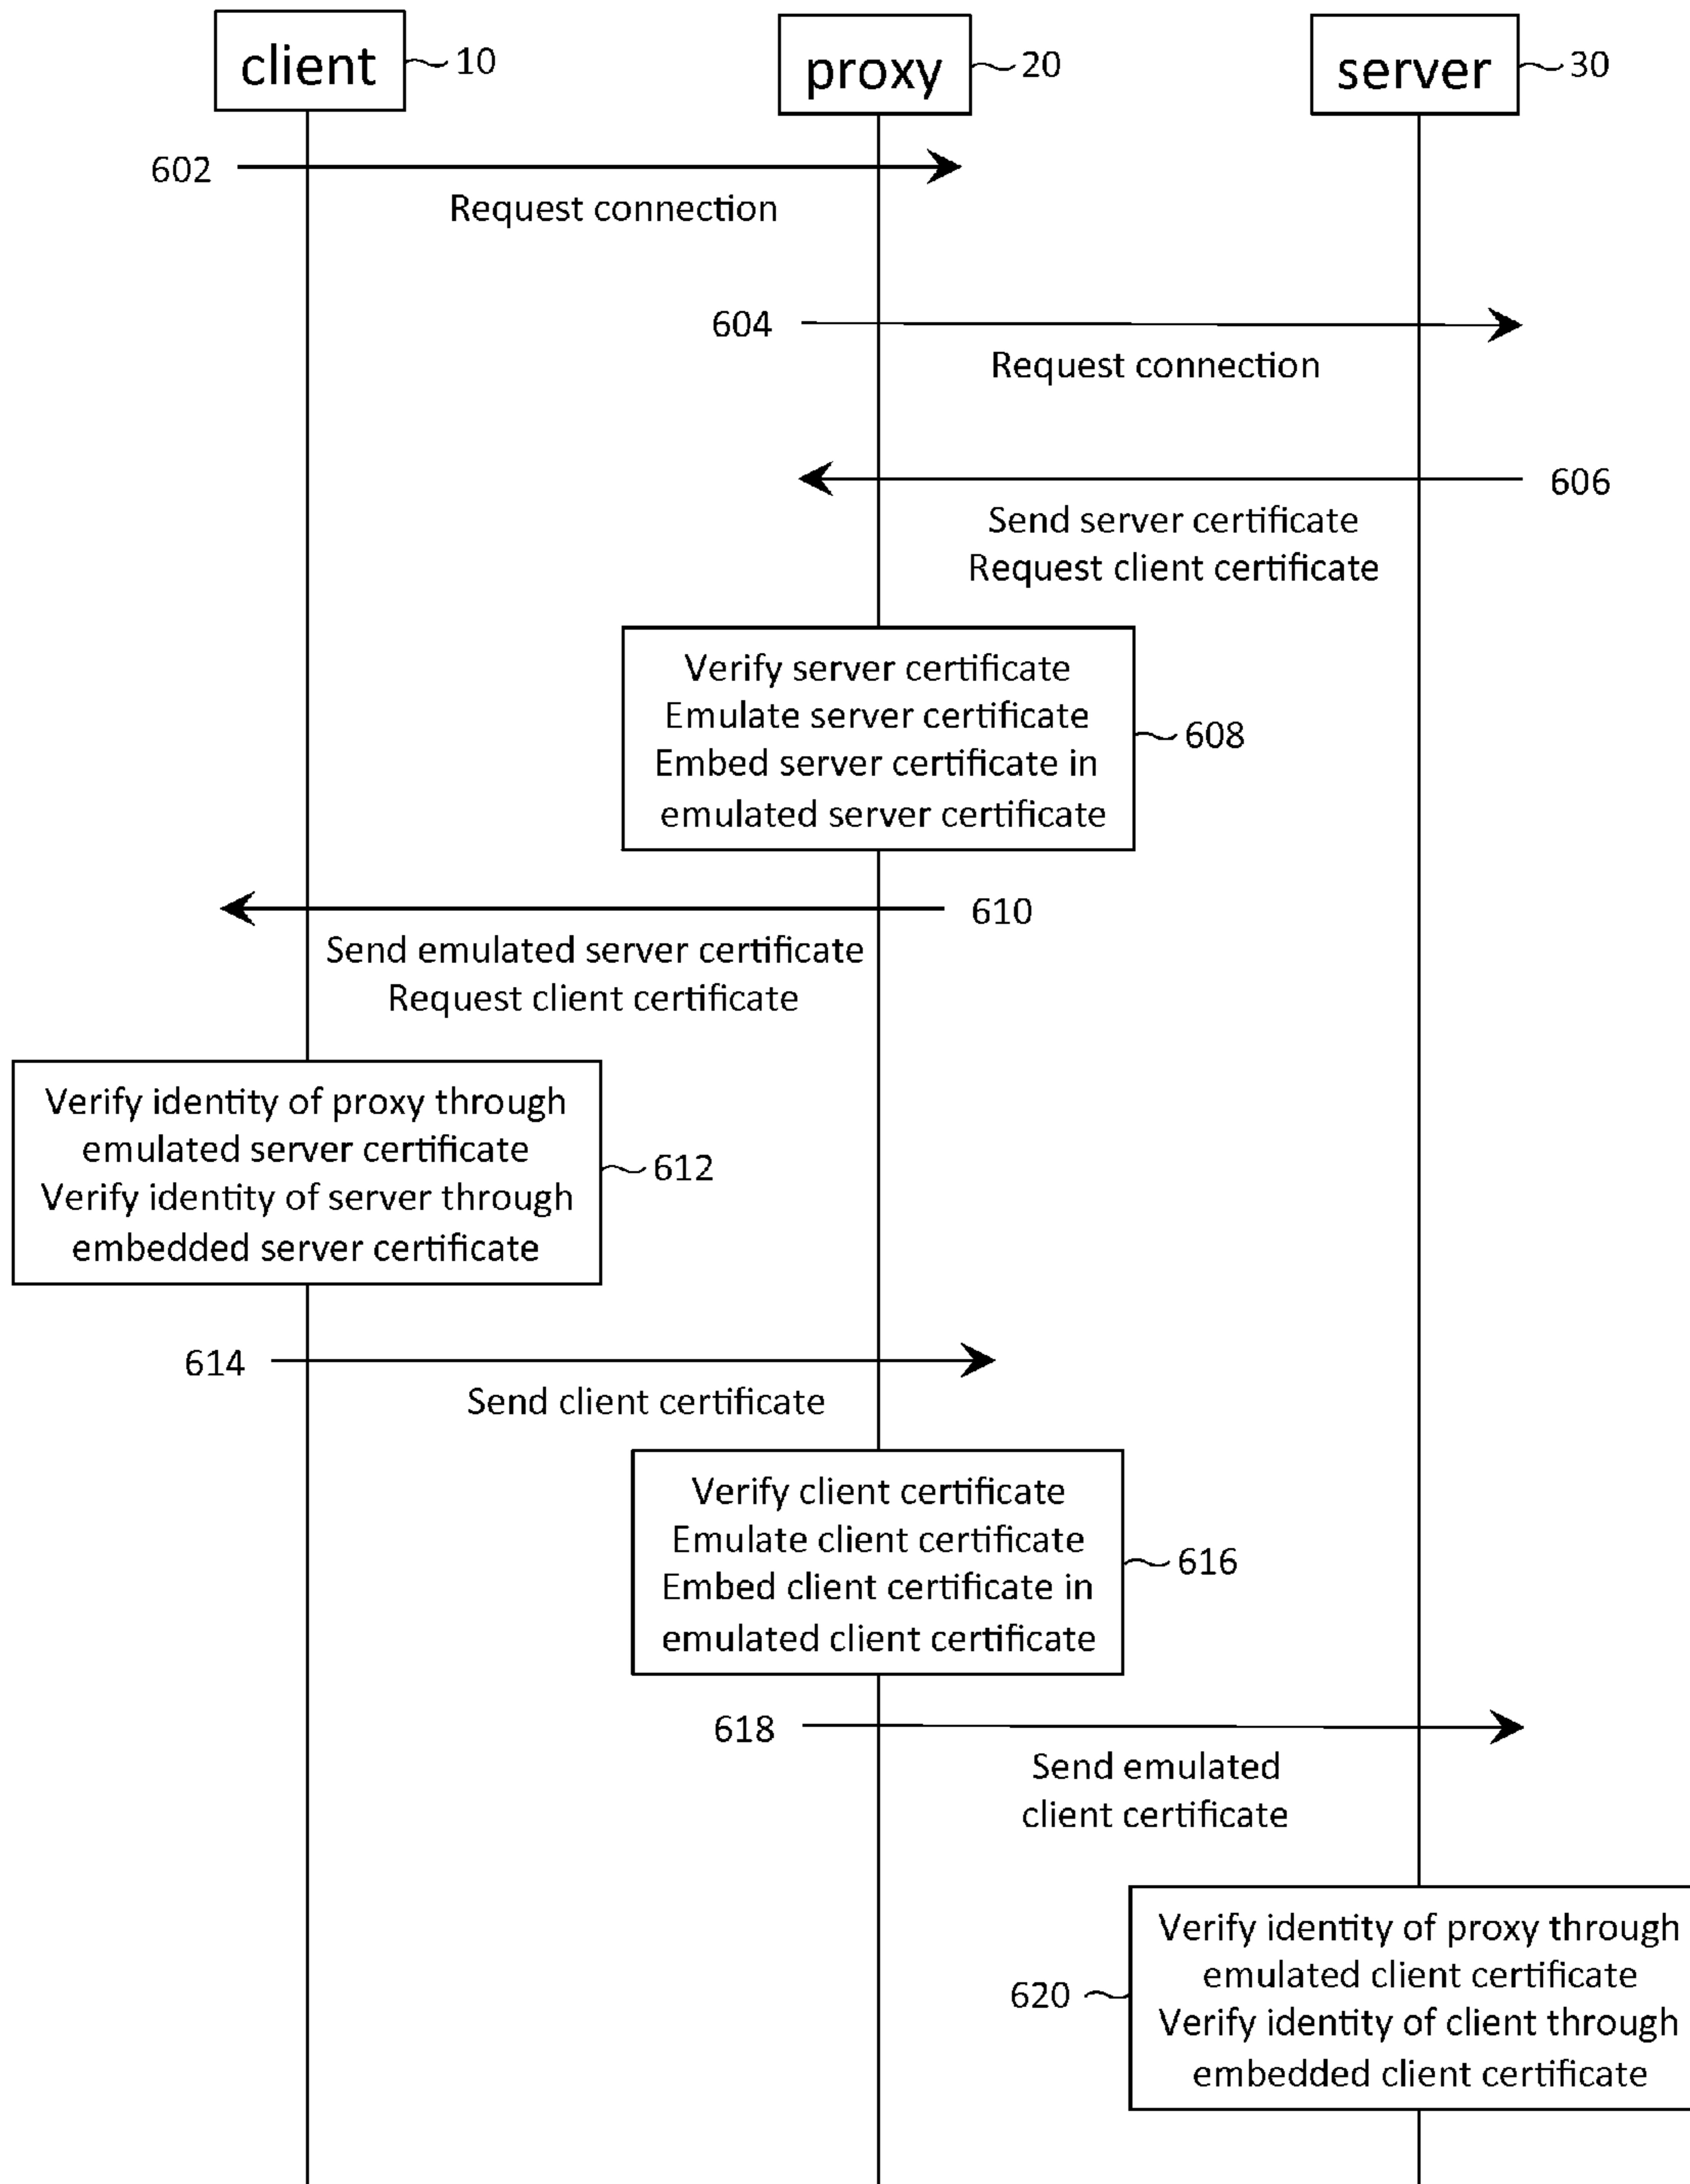 client
10
proxy
20
server
30
602
Request connection
604
Request connection
606
Send server certificate
Request client certificate
Verify server certificate
Emulate server certificate
Embed server certificate in
emulated server certificate
608
610
Send emulated server certificate
Request client certificate
Verify identity of proxy through
emulated server certificate
Verify identity of server through
embedded server certificate
612
614
Send client certificate
Verify client certificate
Emulate client certificate
Embed client certificate in
emulated client certificate
616
618
Send emulated
client certificate
620
Verify identity of proxy through
emulated client certificate
Verify identity of client through
embedded client certificate